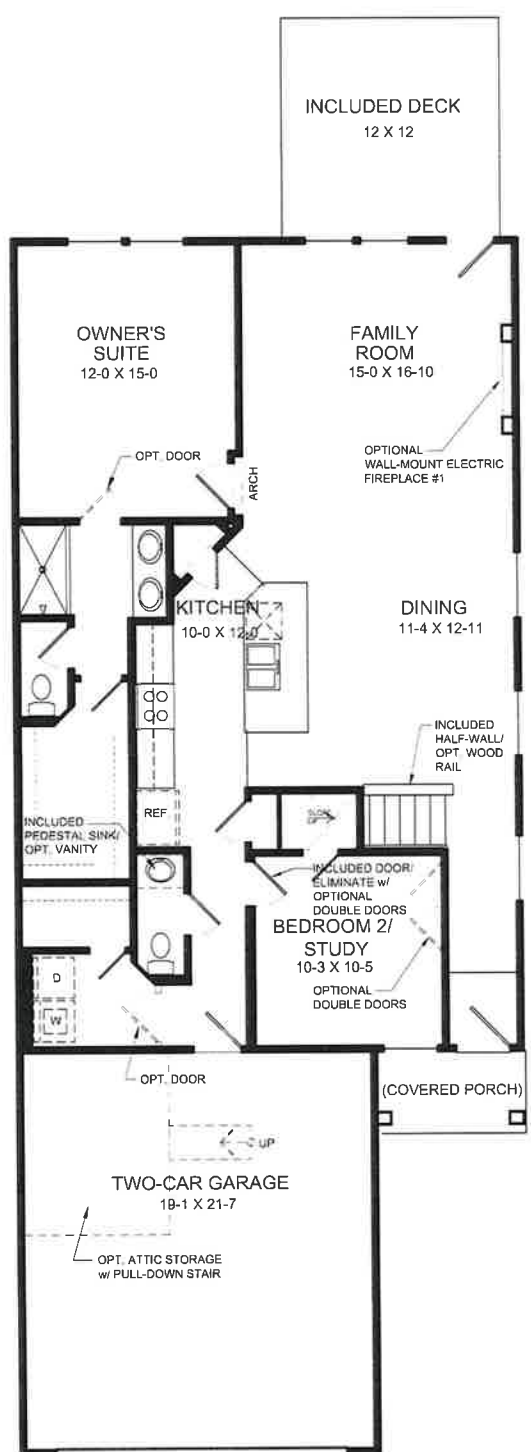 INCLUDED DECK
12 X 12
OWNER'S
SUITE
12-0 X 15-0
FAMILY
ROOM
15-0 X 16-10
OPT. DOOR
ARCH
OPTIONAL
WALL-MOUNT ELECTRIC
FIREPLACE #1
KITCHEN
10-0 X 12-0
DINING
11-4 X 12-11
INCLUDED
HALF-WALL/
OPT. WOOD
RAIL
REF
INCLUDED
PEDESTAL SINK/
OPT. VANITY
INCLUDED DOOR/
ELIMINATE w/
OPTIONAL
DOUBLE DOORS
BEDROOM 2/
STUDY
10-3 X 10-5
OPTIONAL
DOUBLE DOORS
D
W
OPT. DOOR
(COVERED PORCH)
UP
TWO-CAR GARAGE
19-1 X 21-7
OPT. ATTIC STORAGE
w/ PULL-DOWN STAIR